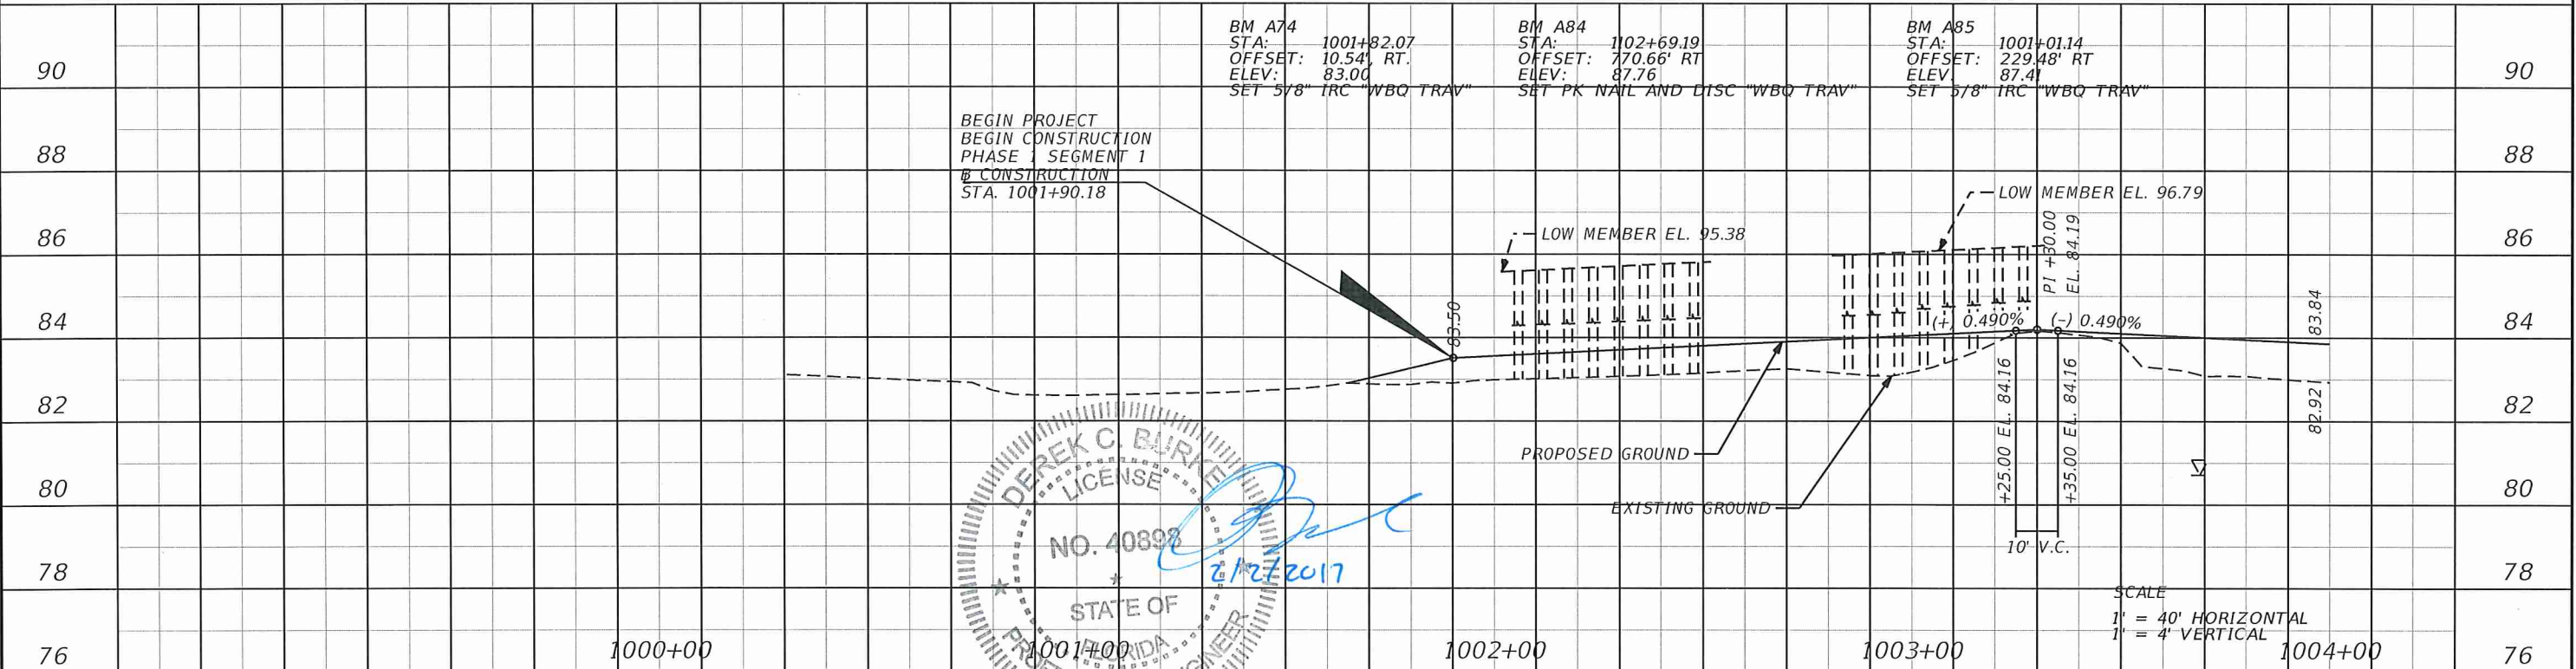 BM A74
STA: 1001+82.07
OFFSET: 10.54', RT.
ELEV: 83.00
SET 5/8" IRC "WBQ TRAV"
BM A84
STA: 1102+69.19
OFFSET: 770.66' RT
ELEV: 87.76
SET PK NAIL AND DISC "WBQ TRAV"
BM A85
STA: 1001+01.14
OFFSET: 229.48' RT
ELEV: 87.41
SET 5/8" IRC "WBQ TRAV"
90
90
BEGIN PROJECT
BEGIN CONSTRUCTION
PHASE 1 SEGMENT 1
B CONSTRUCTION
STA. 1001+90.18
88
88
LOW MEMBER EL. 96.79
LOW MEMBER EL. 95.38
PI +30.00
EL. 84.19
86
86
83.50
84
(+) 0.490%
(-) 0.490%
83.84
84
82
+25.00 EL. 84.16
+35.00 EL. 84.16
82.92
82
PROPOSED GROUND
EXISTING GROUND
80
80
10' V.C.
DEREK C. BURKE
LICENSE
NO. 40898
STATE OF
FLORIDA
2/2/2017
78
78
SCALE
1' = 40' HORIZONTAL
1' = 4' VERTICAL
76
1000+00
1001+00
1002+00
1003+00
1004+00
76